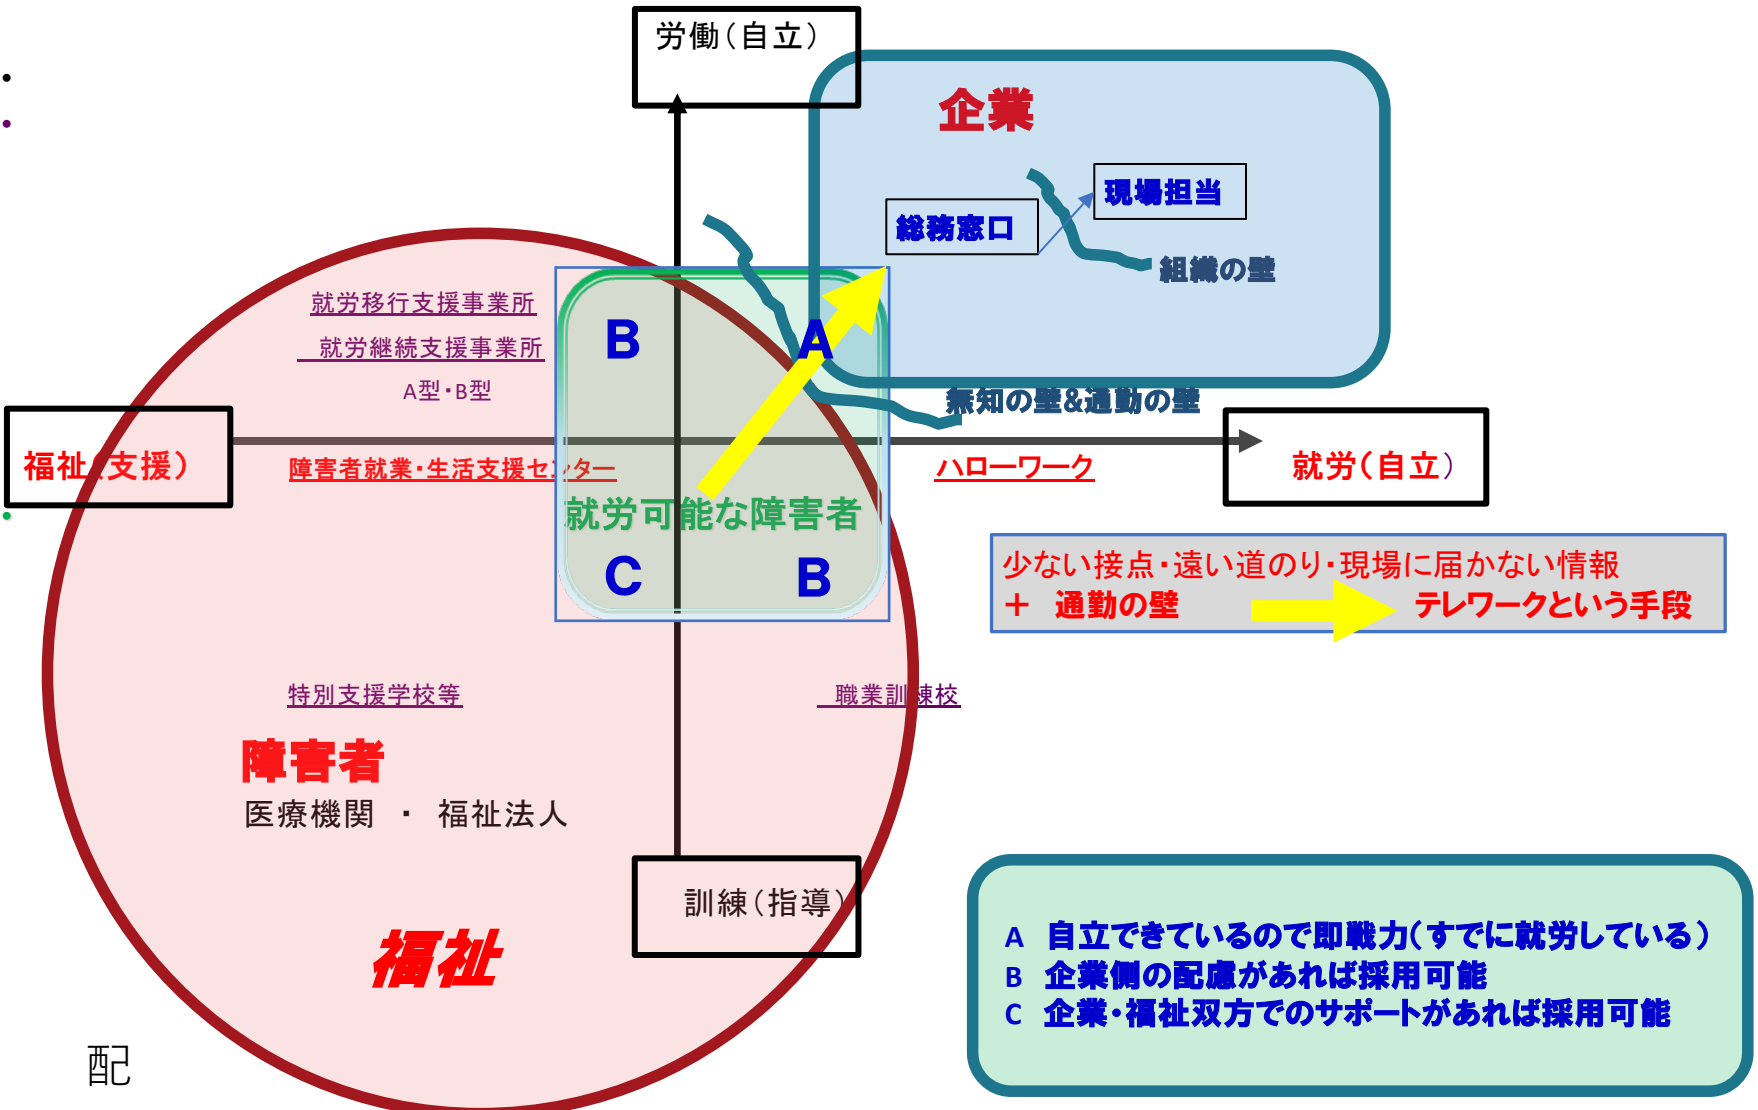 労働（自立）
企業
現場担当
総務窓口
組織の壁
就労移行支援事業所
就労継続支援事業所
A型・B型
B
A
無知の壁&通勤の壁
福祉（支援）
障害者就業・生活支援センター
ハローワーク
就労（自立）
就労可能な障害者
C
B
少ない接点・遠い道のり・現場に届かない情報
＋ 通勤の壁 テレワークという手段
特別支援学校等
職業訓練校
障害者
医療機関 ・ 福祉法人
訓練（指導）
福祉
A 自立できているので即戦力（すでに就労している）
B 企業側の配慮があれば採用可能
C 企業・福祉双方でのサポートがあれば採用可能
配